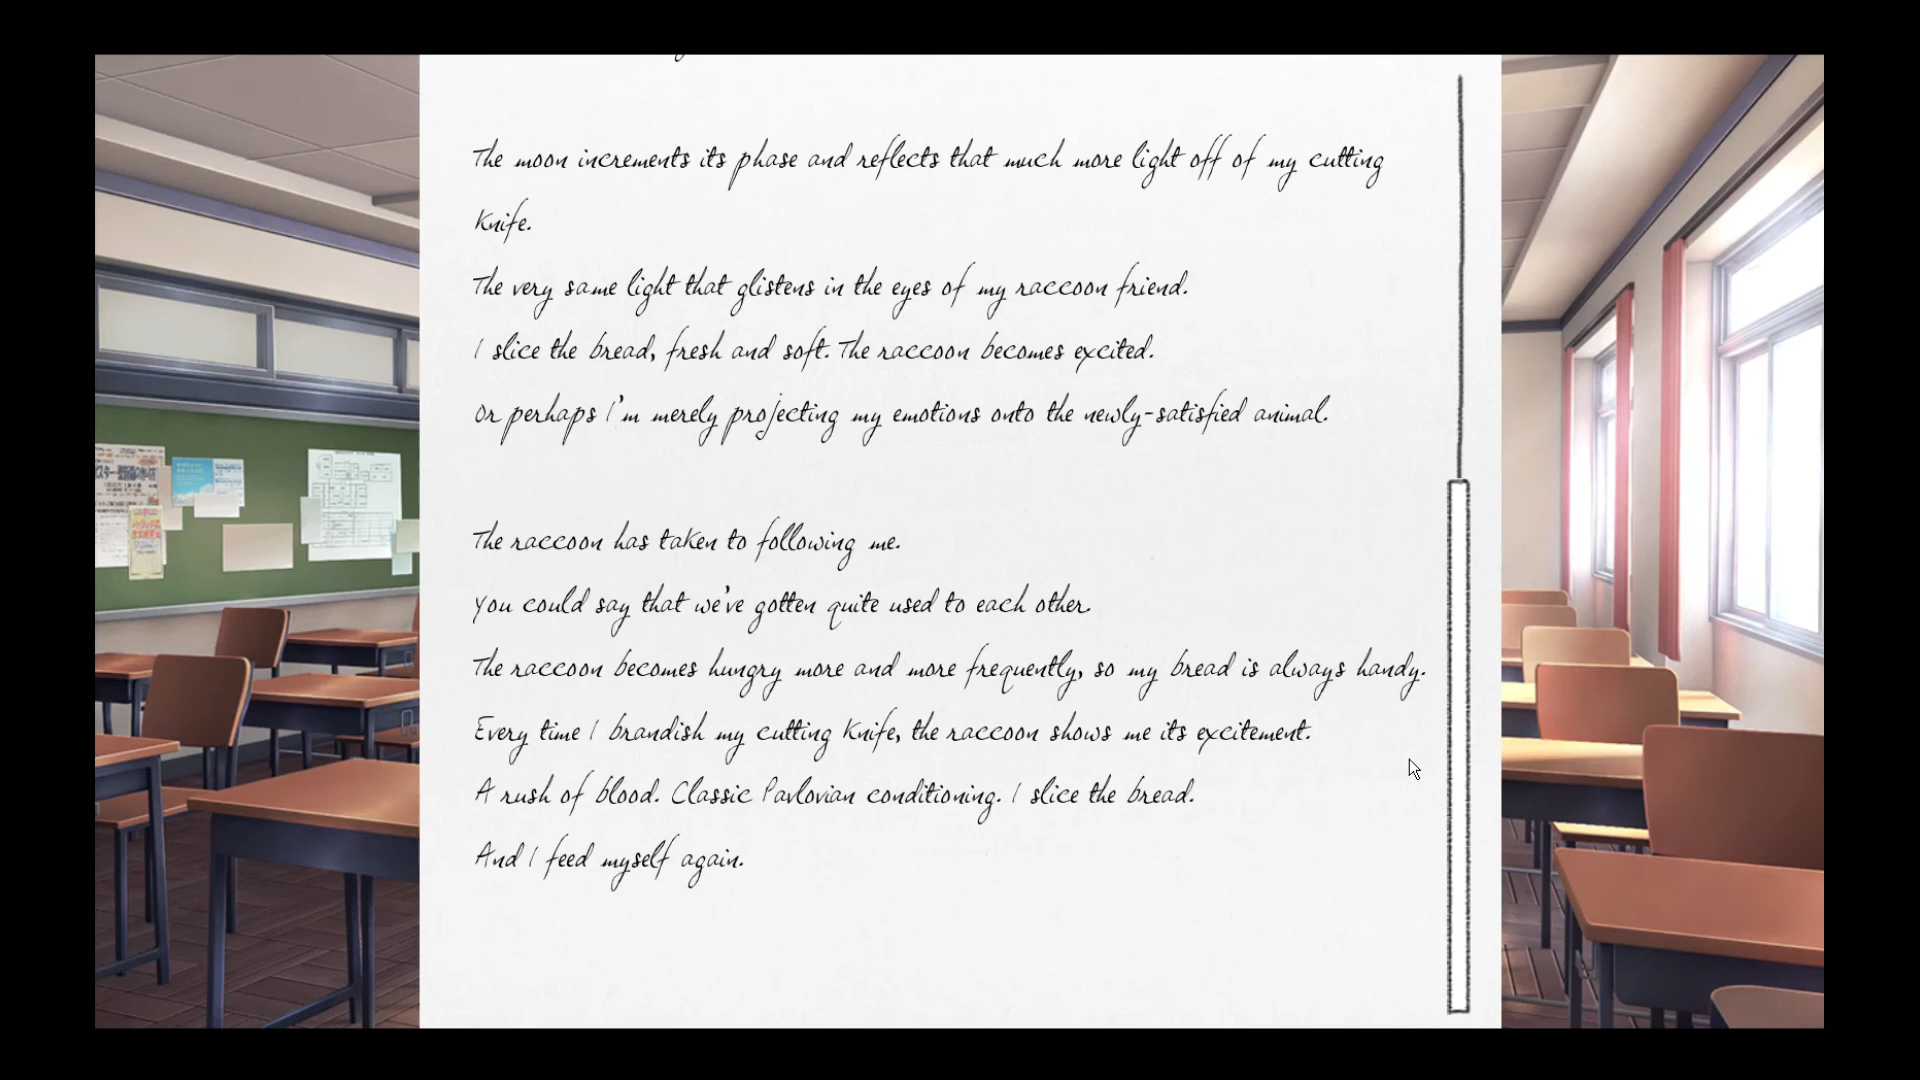 The moon increments its phase and reflects that much more light off of my cutting
knife.
The very same light that glistens in the eyes of my raccoon friend.
I slice the bread, fresh and soft. The raccoon becomes excited.
Or perhaps I'm merely projecting my emotions onto the newly-satisfied animal.
The raccoon has taken to following me.
You could say that we've gotten quite used to each other.
The raccoon becomes hungry more and more frequently, so my bread is always handy.
Every time I brandish my cutting knife, the raccoon shows me its excitement.
A rush of blood. Classic Pavlovian conditioning. I slice the bread.
And I feed myself again.